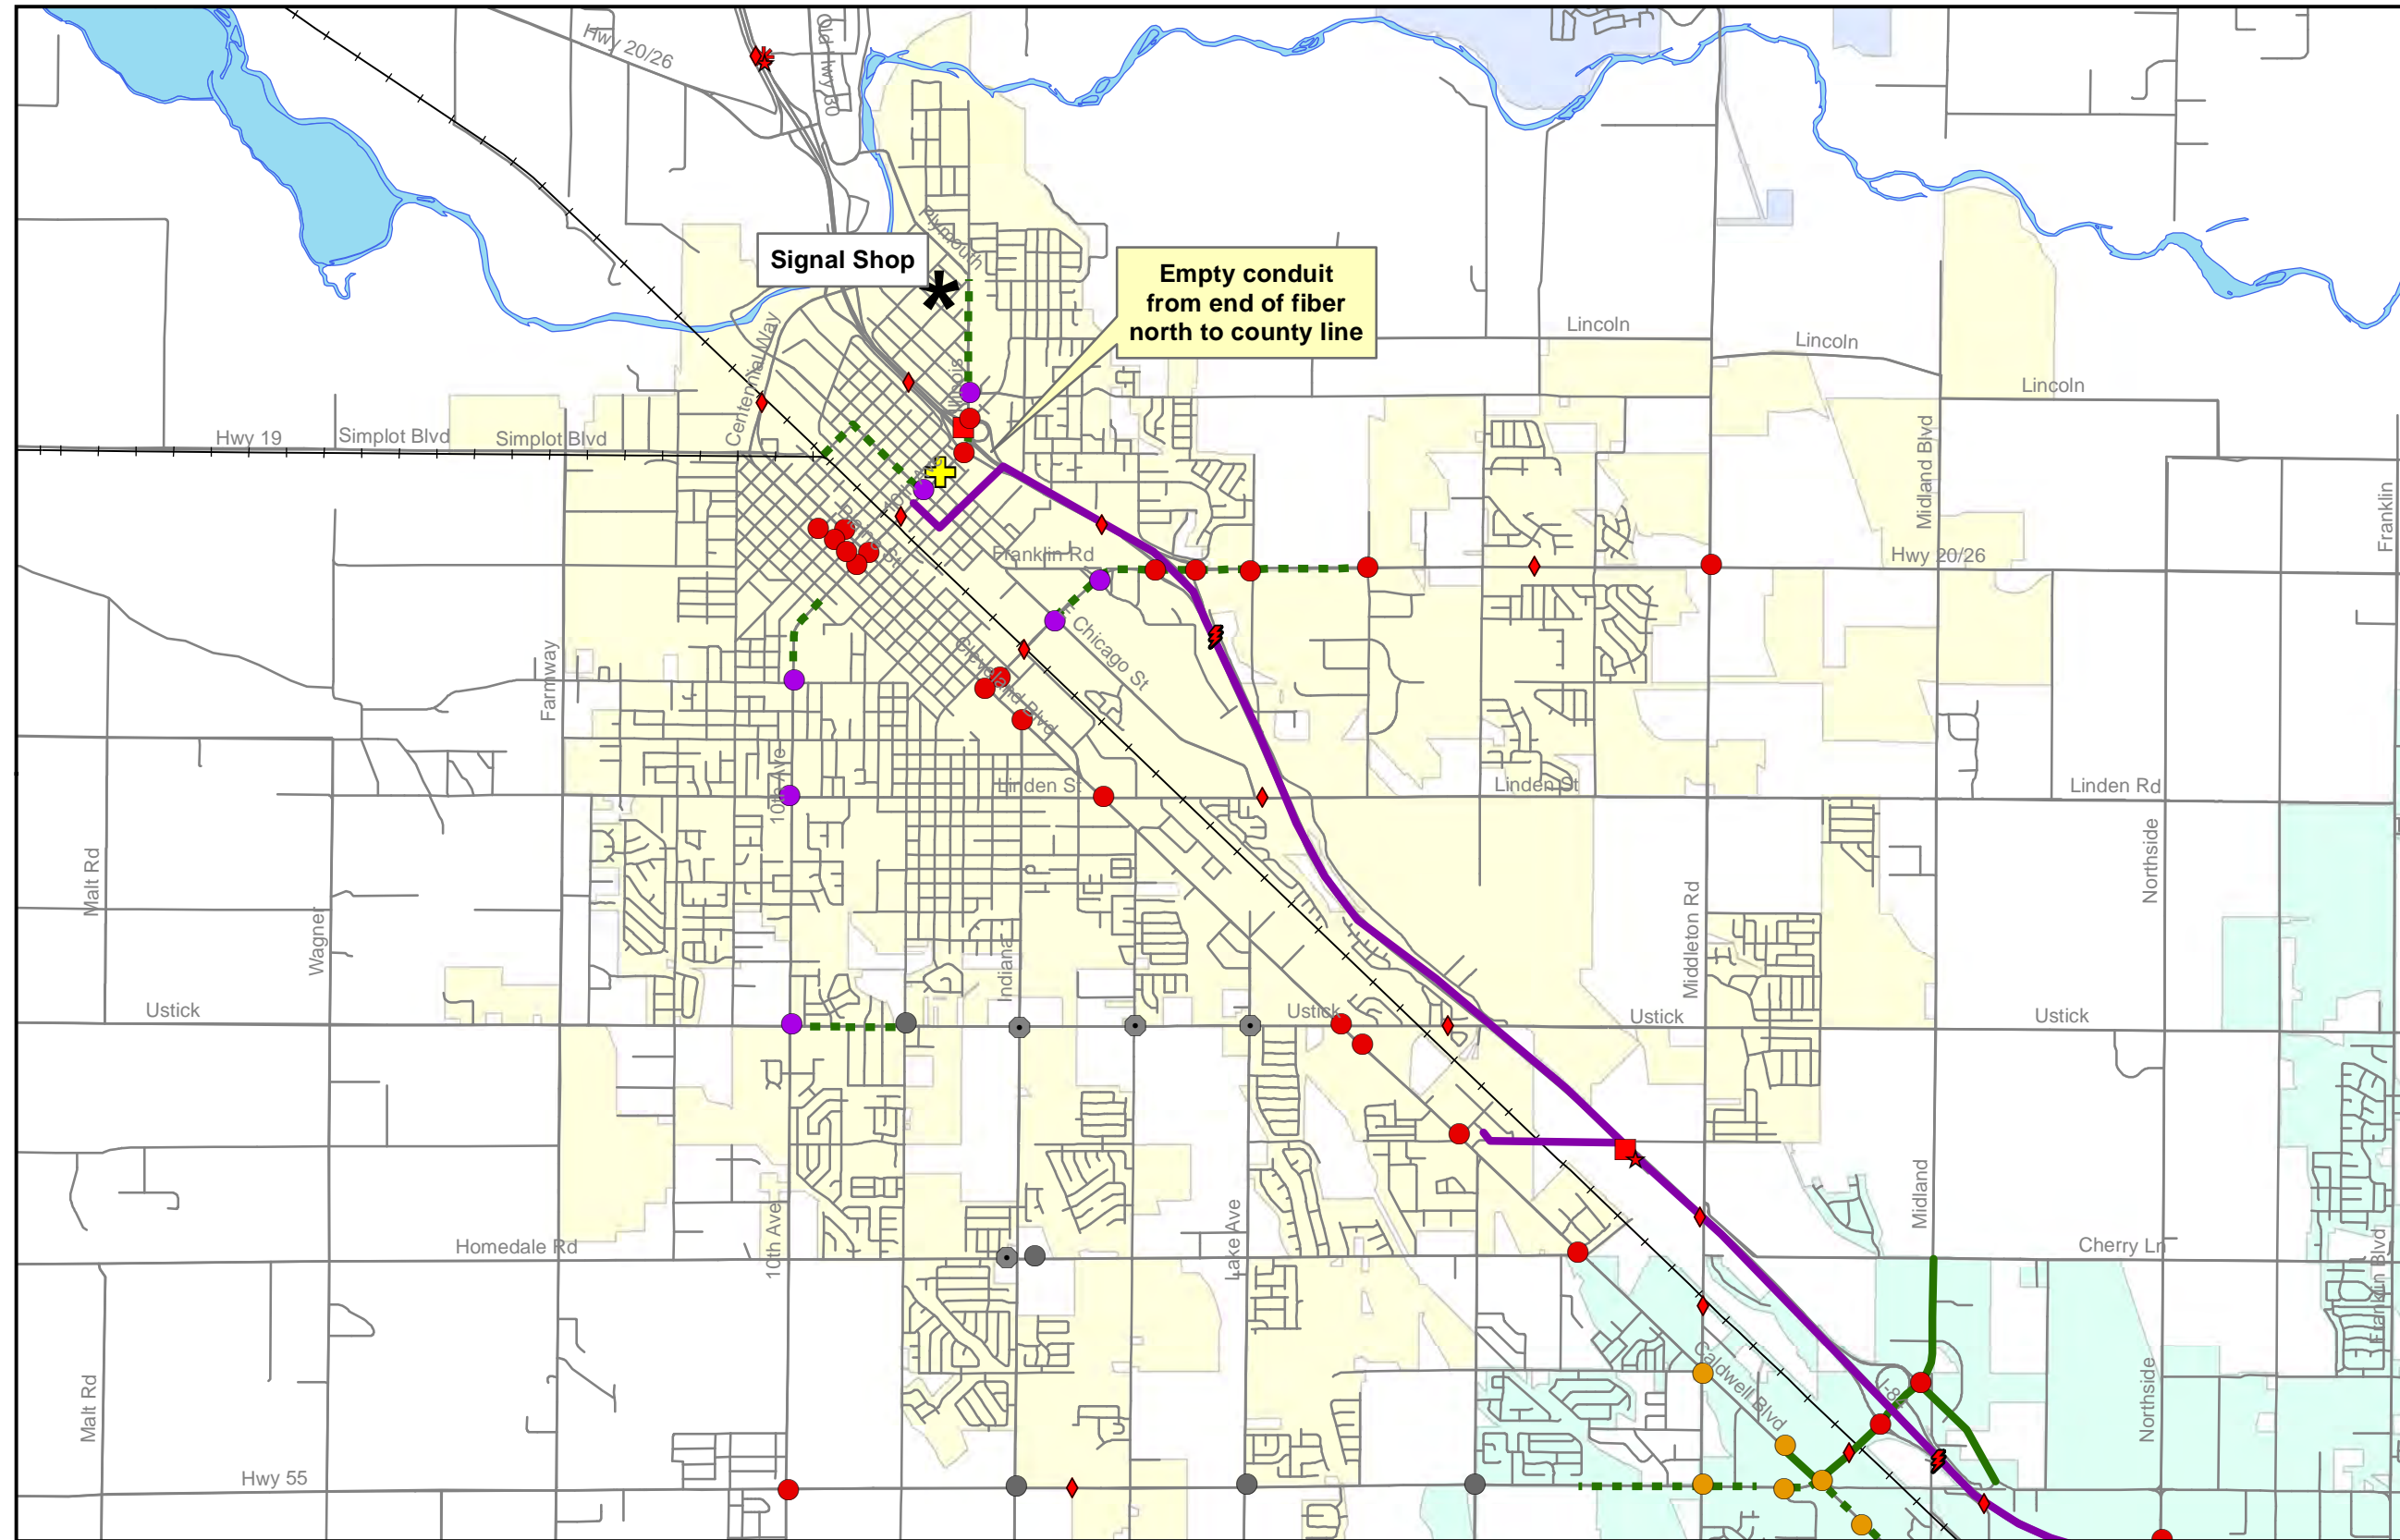 Hwy 20/26
Old Hwy 30
Plymouth
Signal Shop
Empty conduit
from end of fiber
north to county line
Lincoln
Lincoln
Lincoln
Centennial Way
Illinois
Hwy 19
Simplot Blvd
Simplot Blvd
Midland Blvd
Franklin
Franklin Rd
Hwy 20/26
E Chicago St
Cleveland Blvd
Farmway
10th Ave
Linden St
Linden St
Linden Rd
Malt Rd
Wagner
Indiana
Middleton Rd
Northside
Ustick
Ustick
Ustick
Ustick
Midland
Homedale Rd
10th Ave
Lake Ave
Cherry Ln
Franklin Blvd
Caldwell Blvd
Malt Rd
Northside
Hwy 55